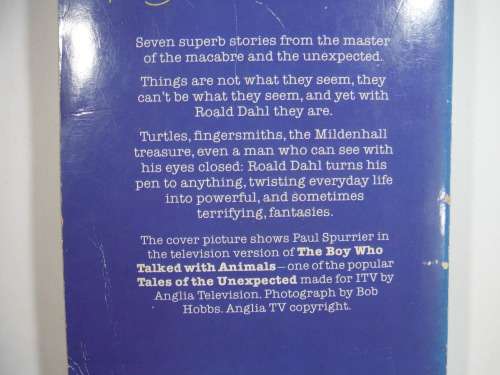 Seven superb stories from the master
of the macabre and the unexpected.
Things are not what they seem, they
can't be what they seem, and yet with
Roald Dahl they are.
Turtles, fingersmiths, the Mildenhall
treasure, even a man who can see with
his eyes closed: Roald Dahl turns his
pen to anything, twisting everyday life
into powerful, and sometimes
terrifying, fantasies.
The cover picture shows Paul Spurrier in
the television version of The Boy Who
Talked with Animals—one of the popular
Tales of the Unexpected made for ITV by
Anglia Television. Photograph by Bob
Hobbs. Anglia TV copyright.